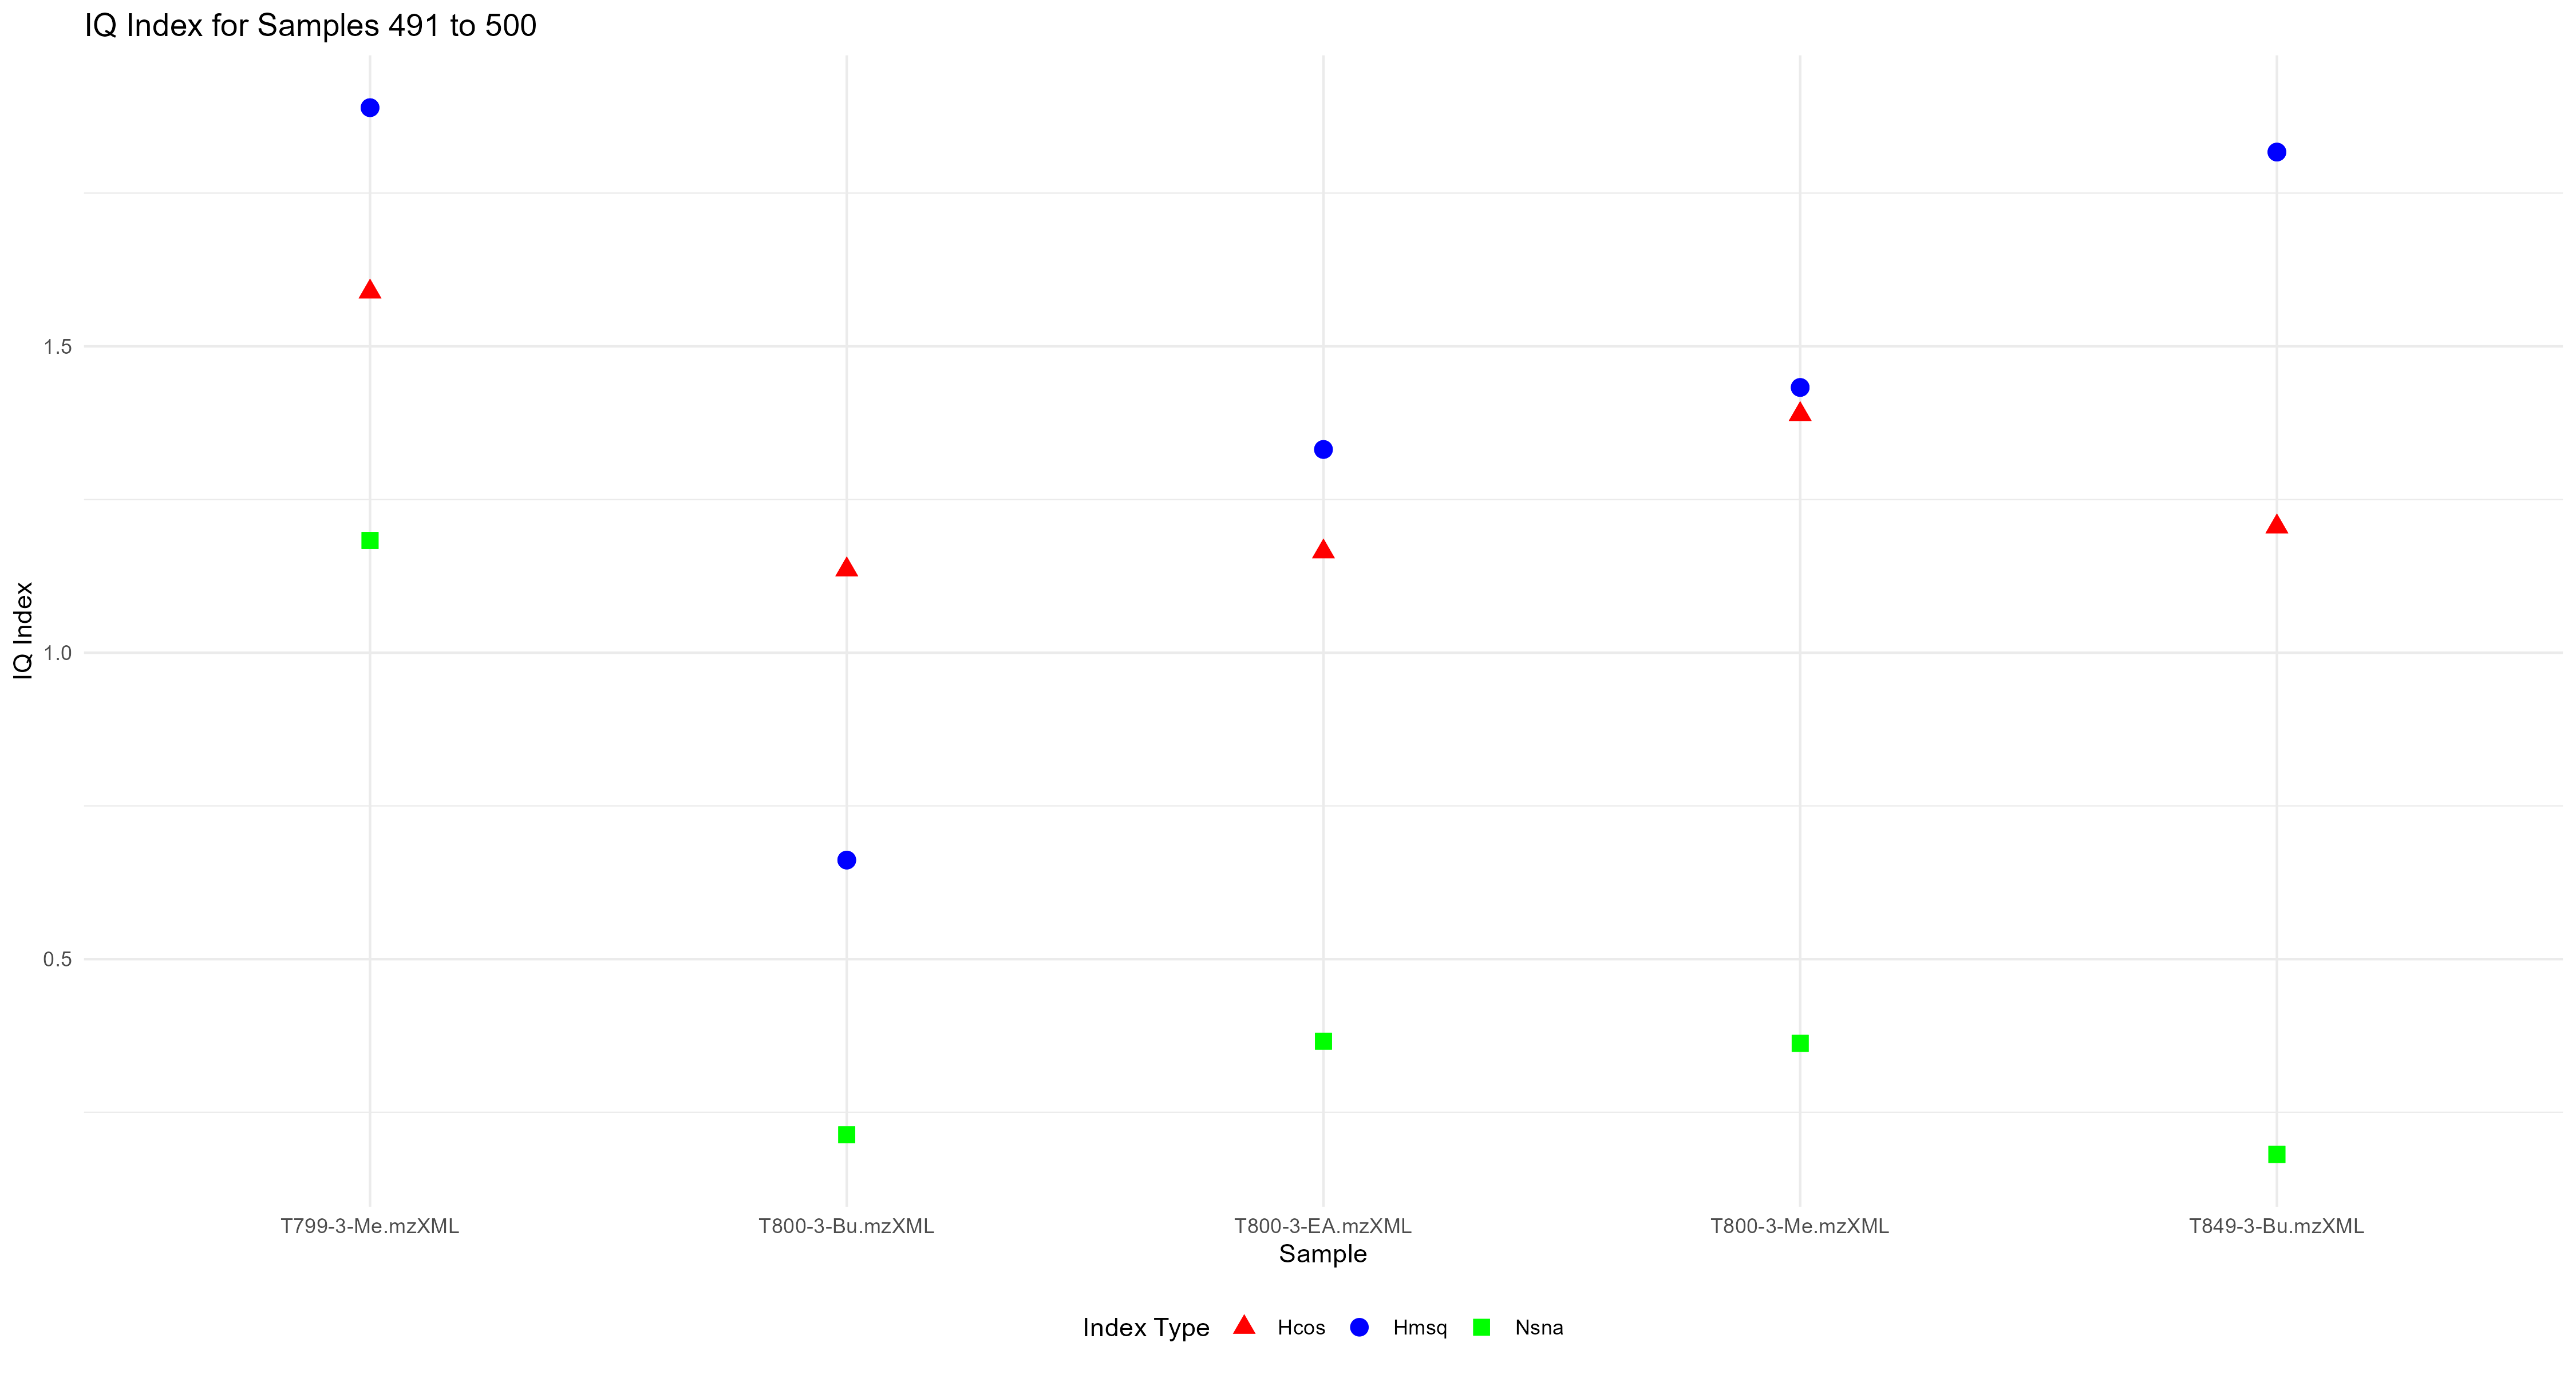 IQ Index for Samples 491 to 500
IQ Index
1.5
1.0
0.5
T799-3-Me.mzXML T800-3-Bu.mzXML T800-3-EA.mzXML T800-3-Me.mzXML T849-3-Bu.mzXML
Sample
Index Type Hcos Hmsq Nsna